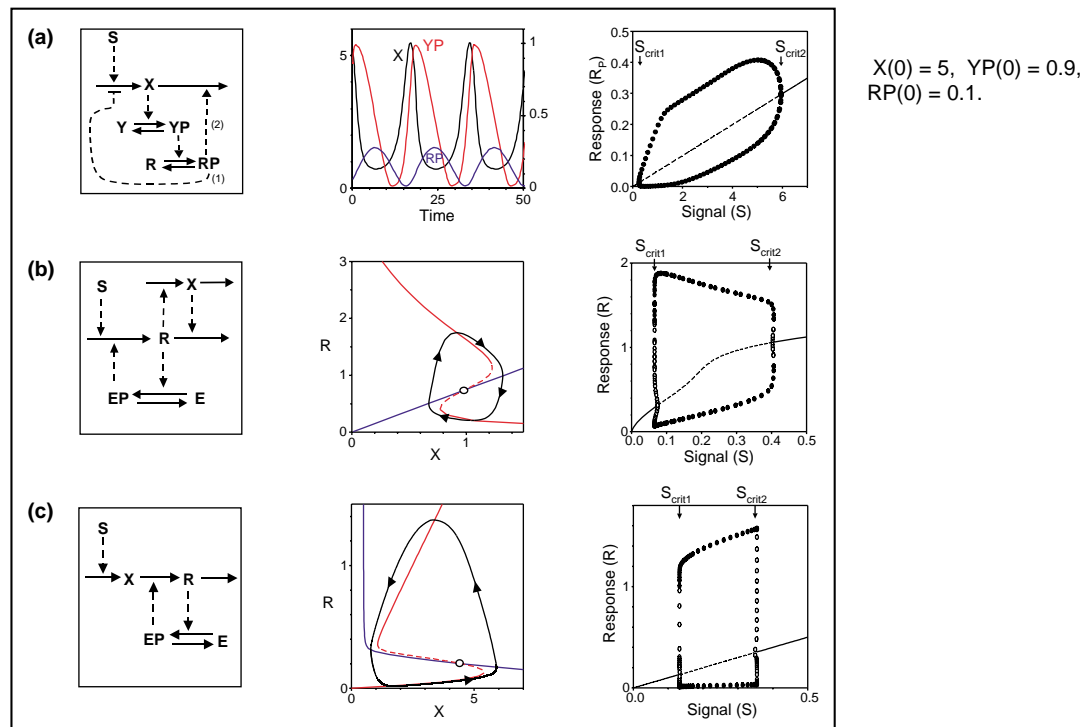 (a)
S
X
Y YP (2)
R RP
(1)
X YP
RP
6 4 2 0
1 0.5 0
0 25 50
Time
S_crit1 S_crit2
Response (R_P)
0.5 0.4 0.3 0.2 0.1 0.0
0 2 4 6
Signal (S)
X(0) = 5, YP(0) = 0.9,
RP(0) = 0.1.
(b)
S X
R
EP E
R
3 2 1 0
0 1
X
S_crit1 S_crit2
Response (R)
2 1 0
0.0 0.1 0.2 0.3 0.4 0.5
Signal (S)
(c)
S
X R
EP E
R
1 0
0 5
X
S_crit1 S_crit2
Response (R)
1 0
0.0 0.5
Signal (S)